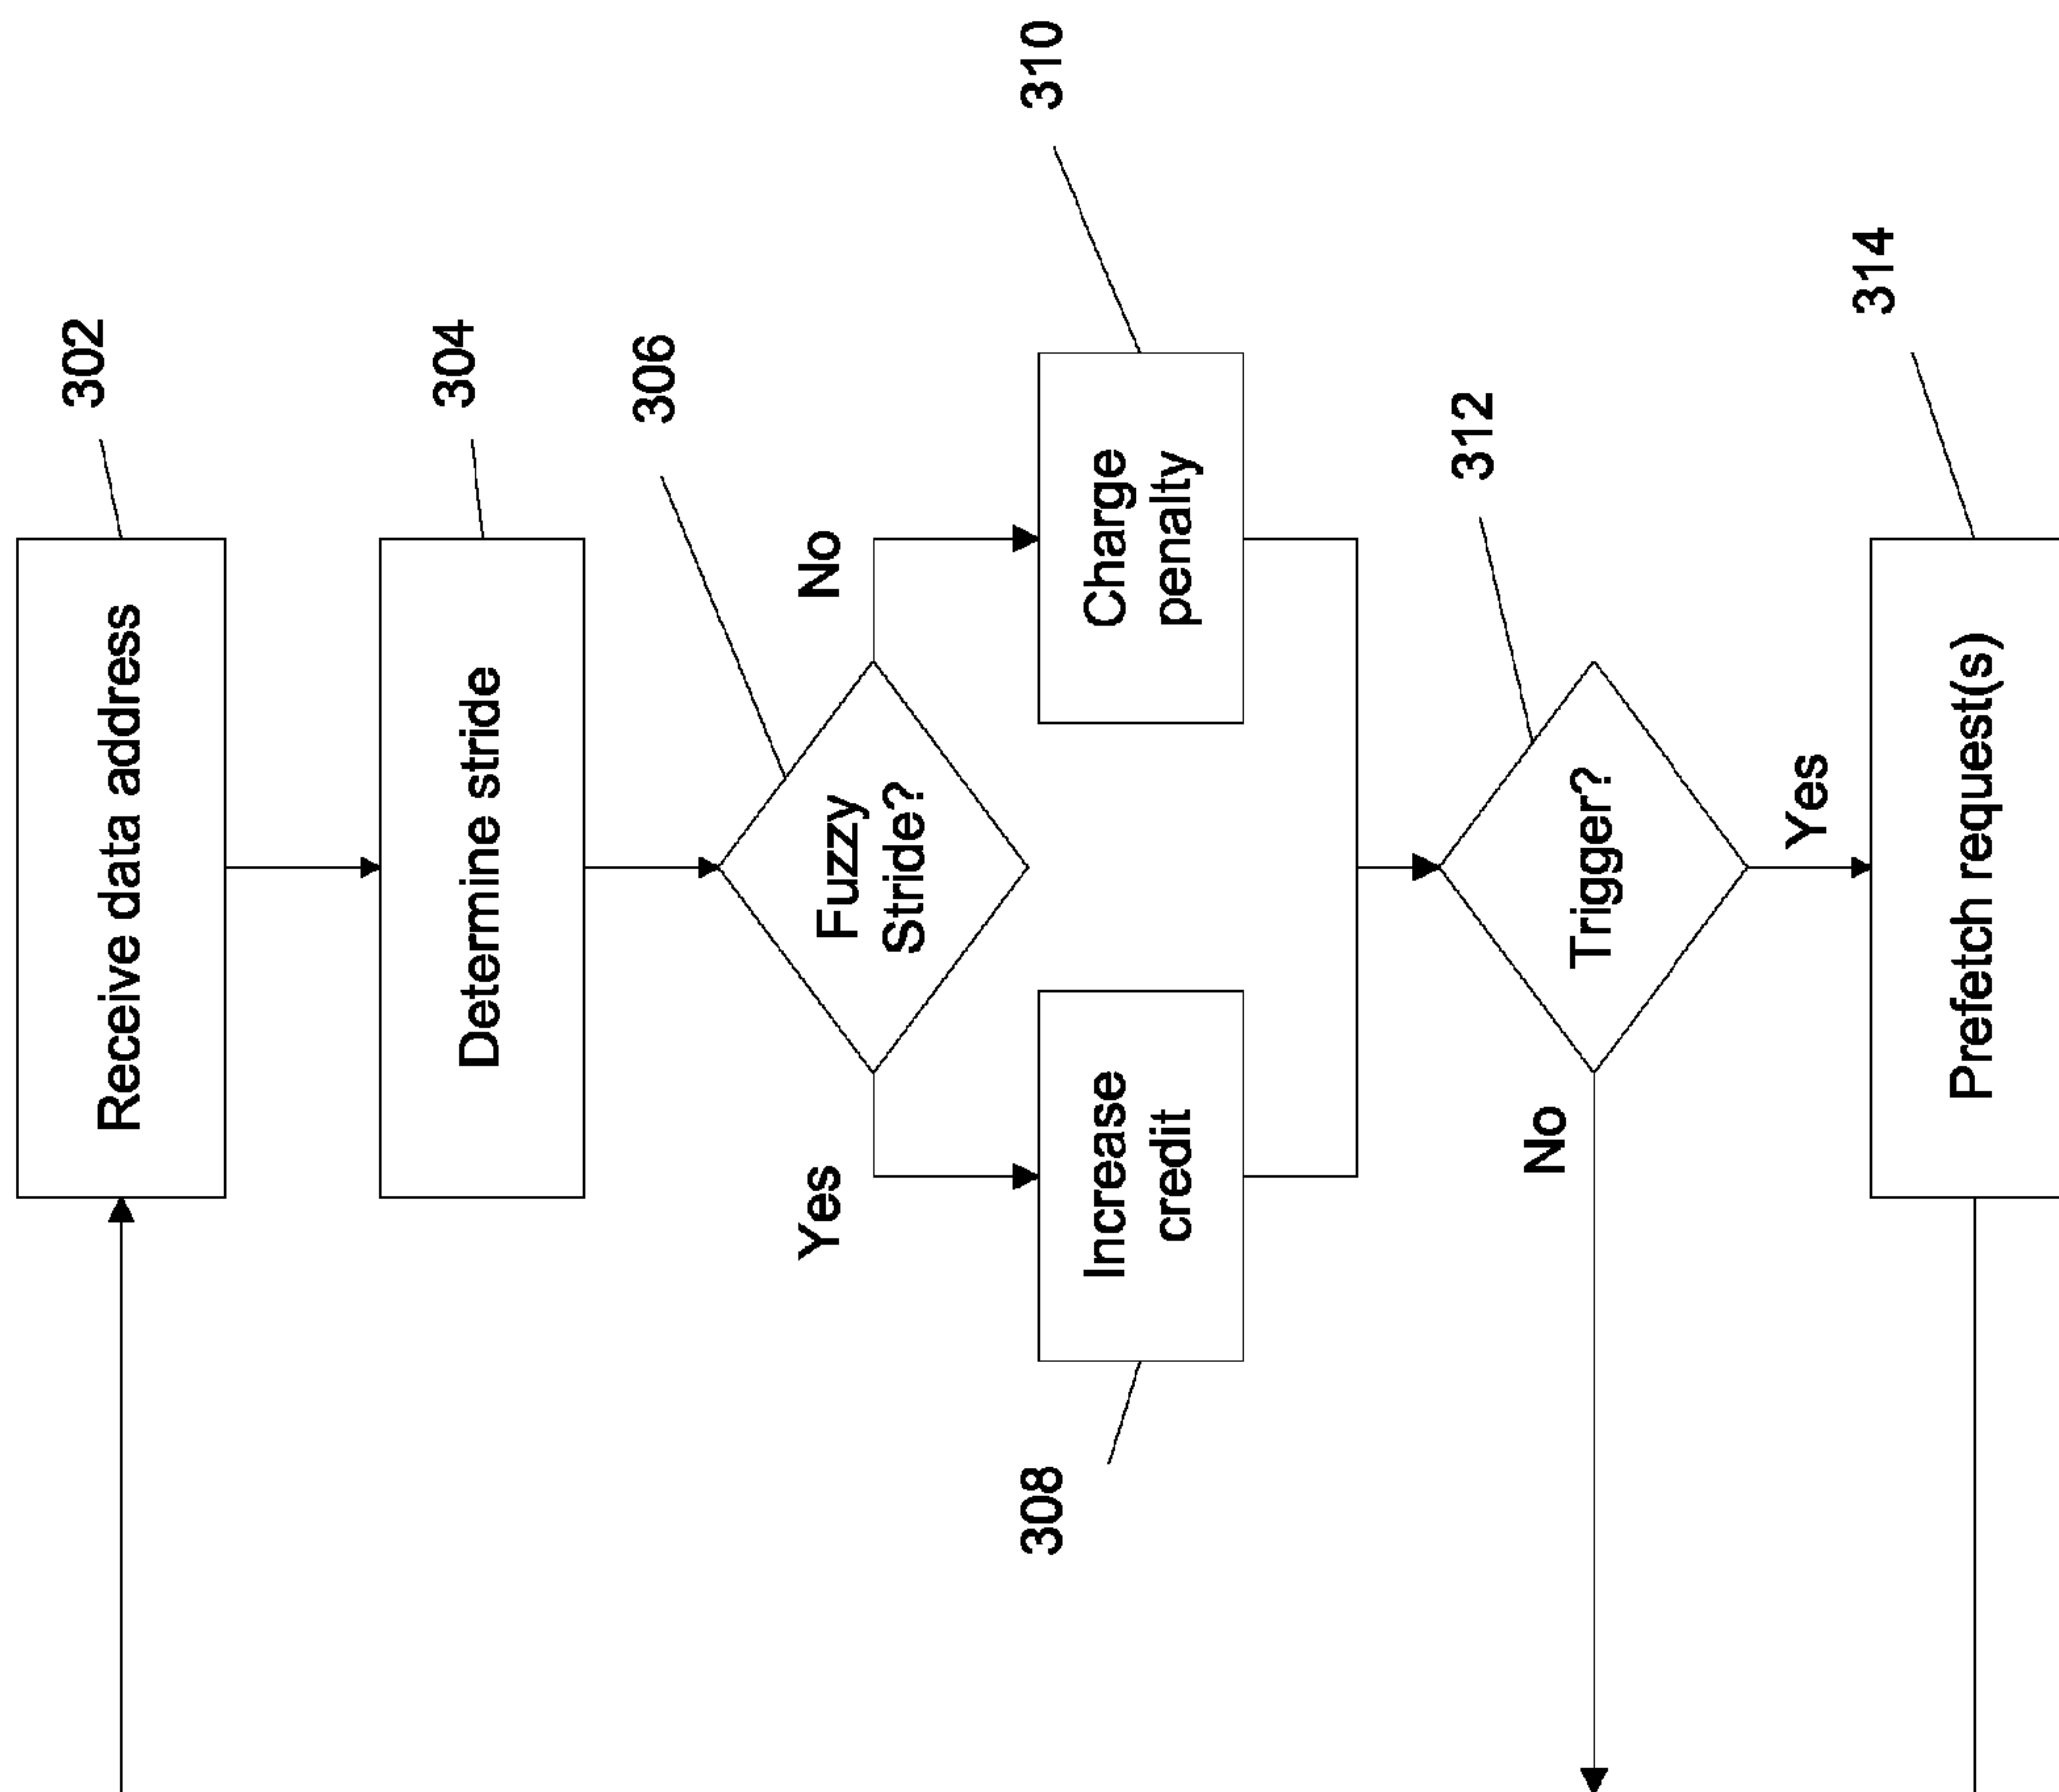 302
Receive data address
304
Determine stride
306
Fuzzy
Stride?
Yes
No
308
Increase
credit
310
Charge
penalty
312
Trigger?
No
Yes
314
Prefetch request(s)